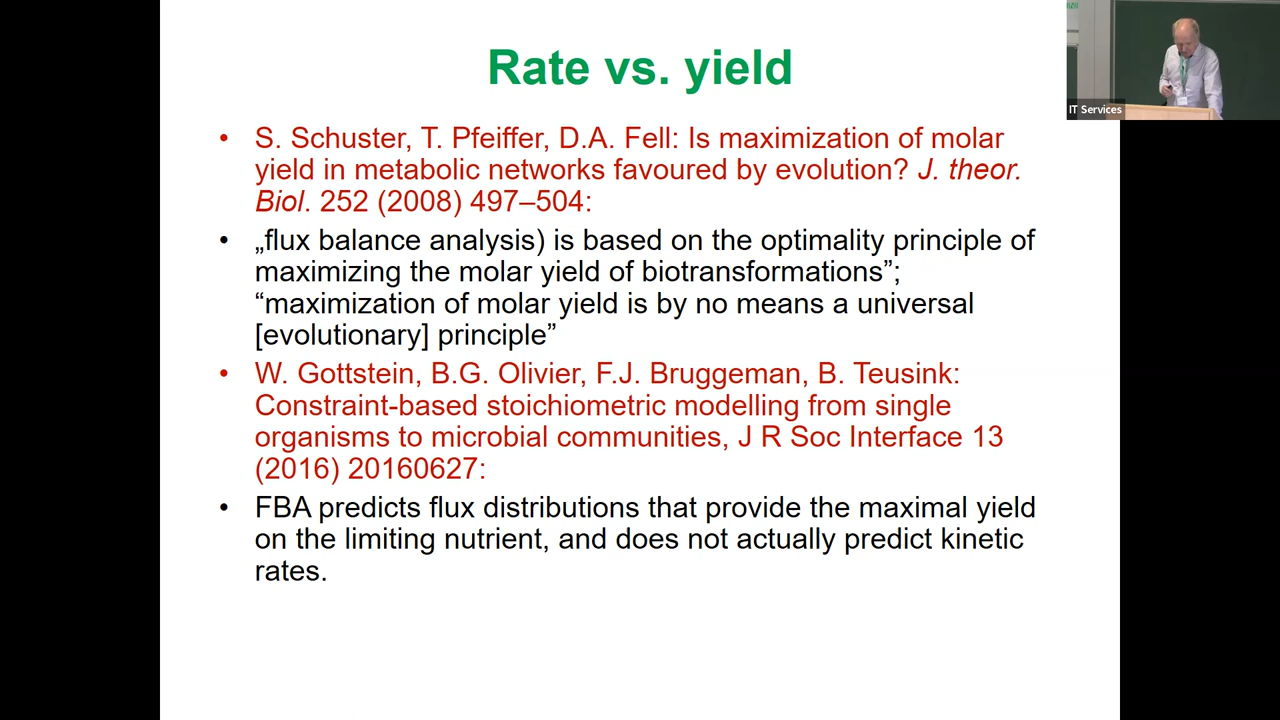 Rate vs. yield
• S. Schuster, T. Pfeiffer, D.A. Fell: Is maximization of molar
yield in metabolic networks favoured by evolution? J. theor.
Biol. 252 (2008) 497–504:
• „flux balance analysis) is based on the optimality principle of
maximizing the molar yield of biotransformations”;
“maximization of molar yield is by no means a universal
[evolutionary] principle”
• W. Gottstein, B.G. Olivier, F.J. Bruggeman, B. Teusink:
Constraint-based stoichiometric modelling from single
organisms to microbial communities, J R Soc Interface 13
(2016) 20160627:
• FBA predicts flux distributions that provide the maximal yield
on the limiting nutrient, and does not actually predict kinetic
rates.
IT Services